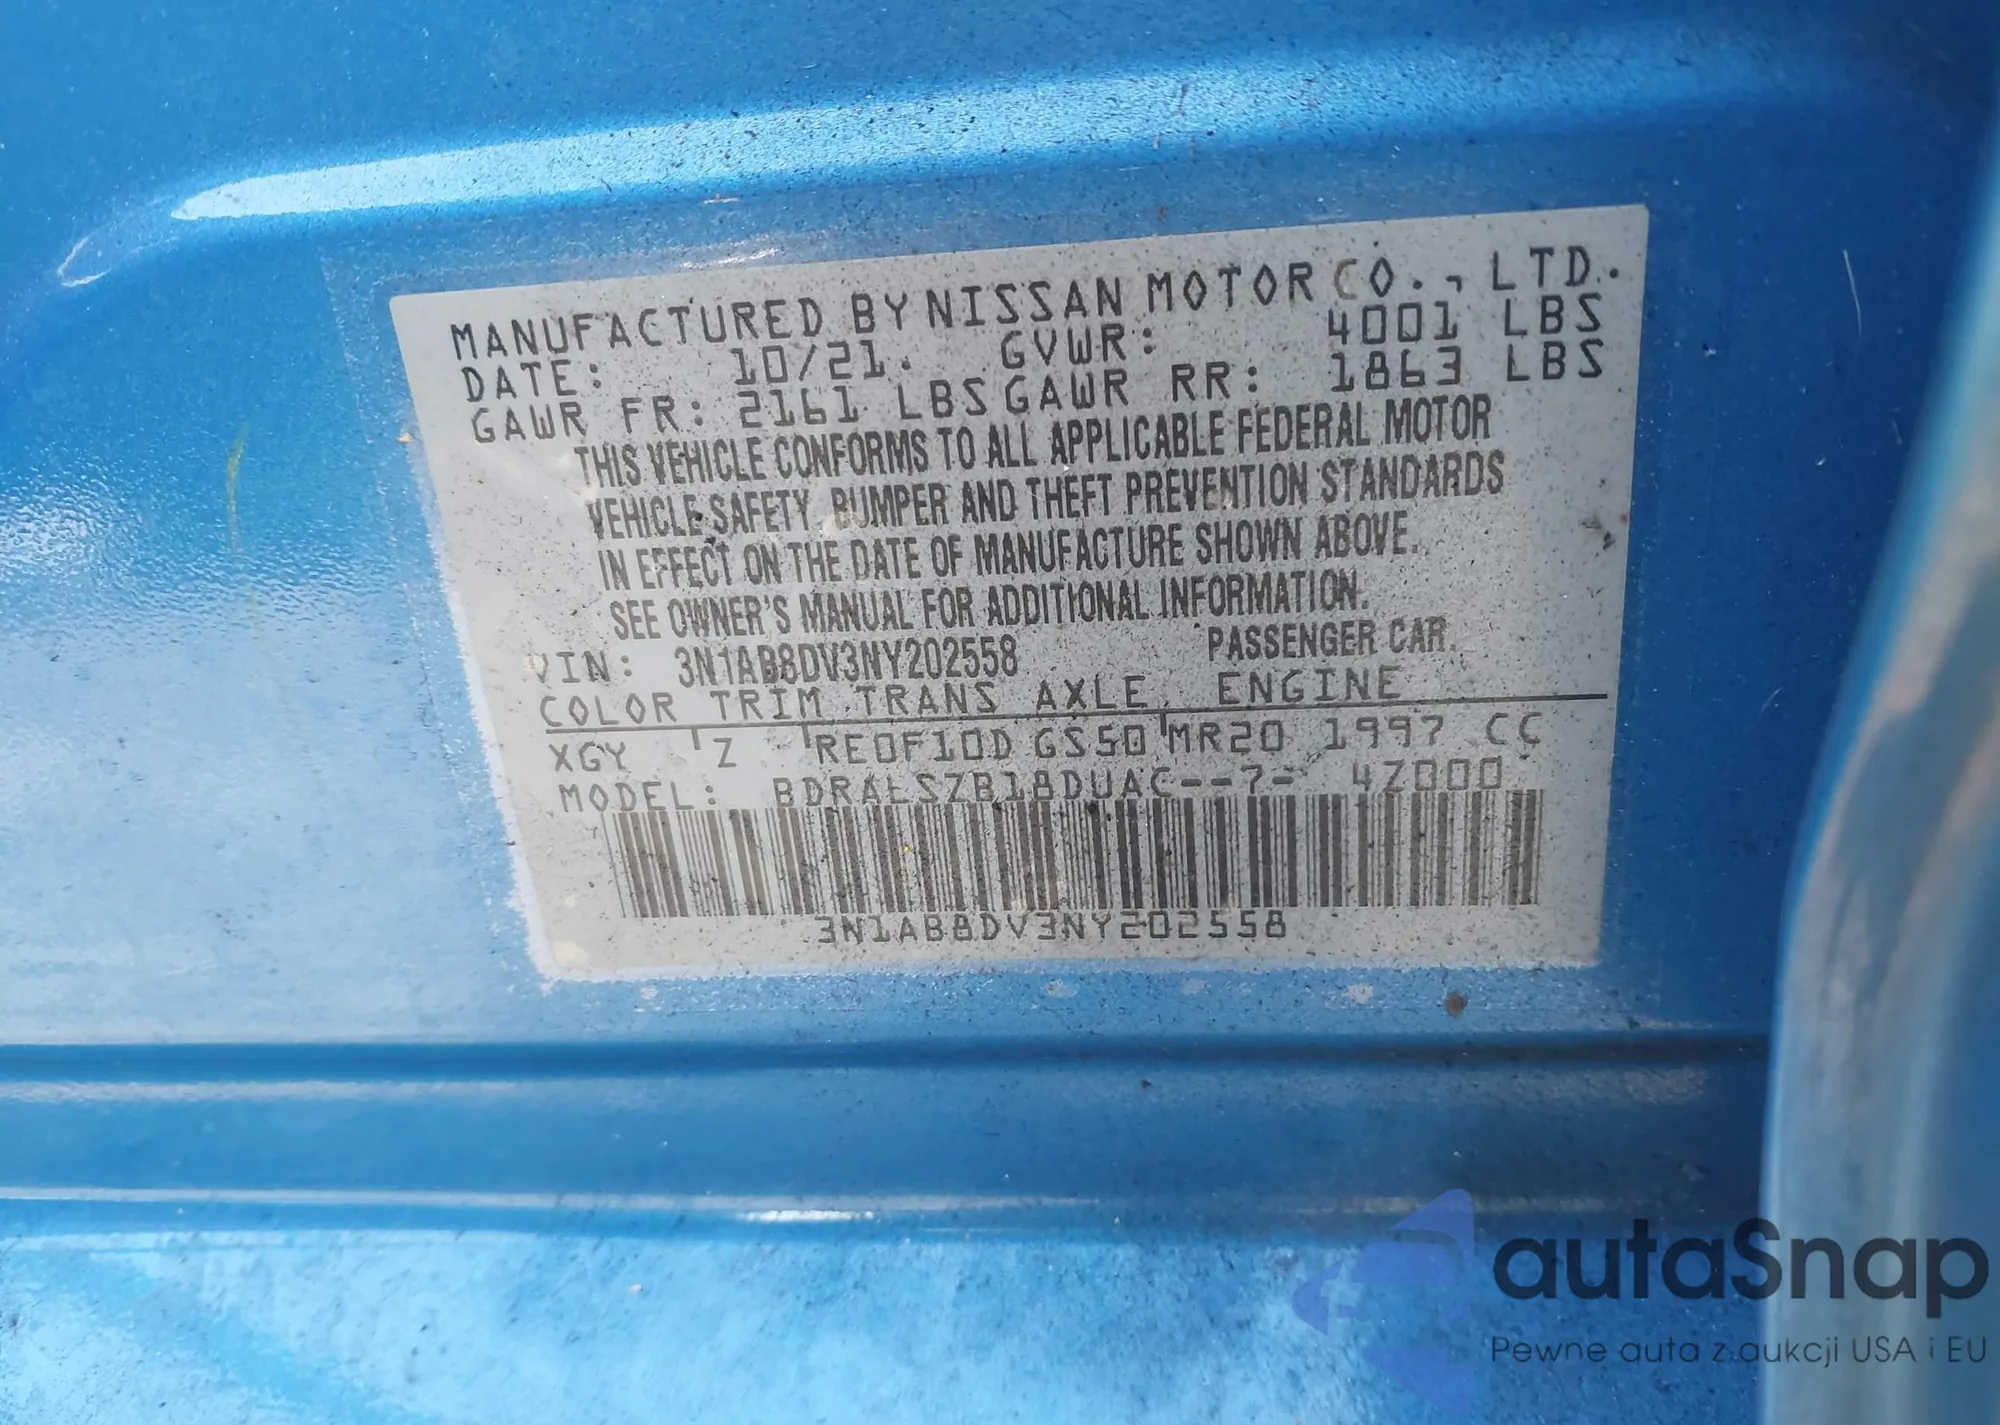 MANUFACTURED BY NISSAN MOTOR CO., LTD.
DATE: 10/21. GVWR: 4001 LBS
GAWR FR: 2161 LBS GAWR RR: 1863 LBS
THIS VEHICLE CONFORMS TO ALL APPLICABLE FEDERAL MOTOR
VEHICLE SAFETY, BUMPER AND THEFT PREVENTION STANDARDS
IN EFFECT ON THE DATE OF MANUFACTURE SHOWN ABOVE.
SEE OWNER'S MANUAL FOR ADDITIONAL INFORMATION.
VIN: 3N1AB8DV3NY202558 PASSENGER CAR.
COLOR TRIM TRANS AXLE ENGINE
XGY Z RE0F10D GS50 MR20 1997 CC
MODEL: 4Z000
3N1AB8DV3NY202558
autaSnap
Pewne auta z aukcji USA i EU